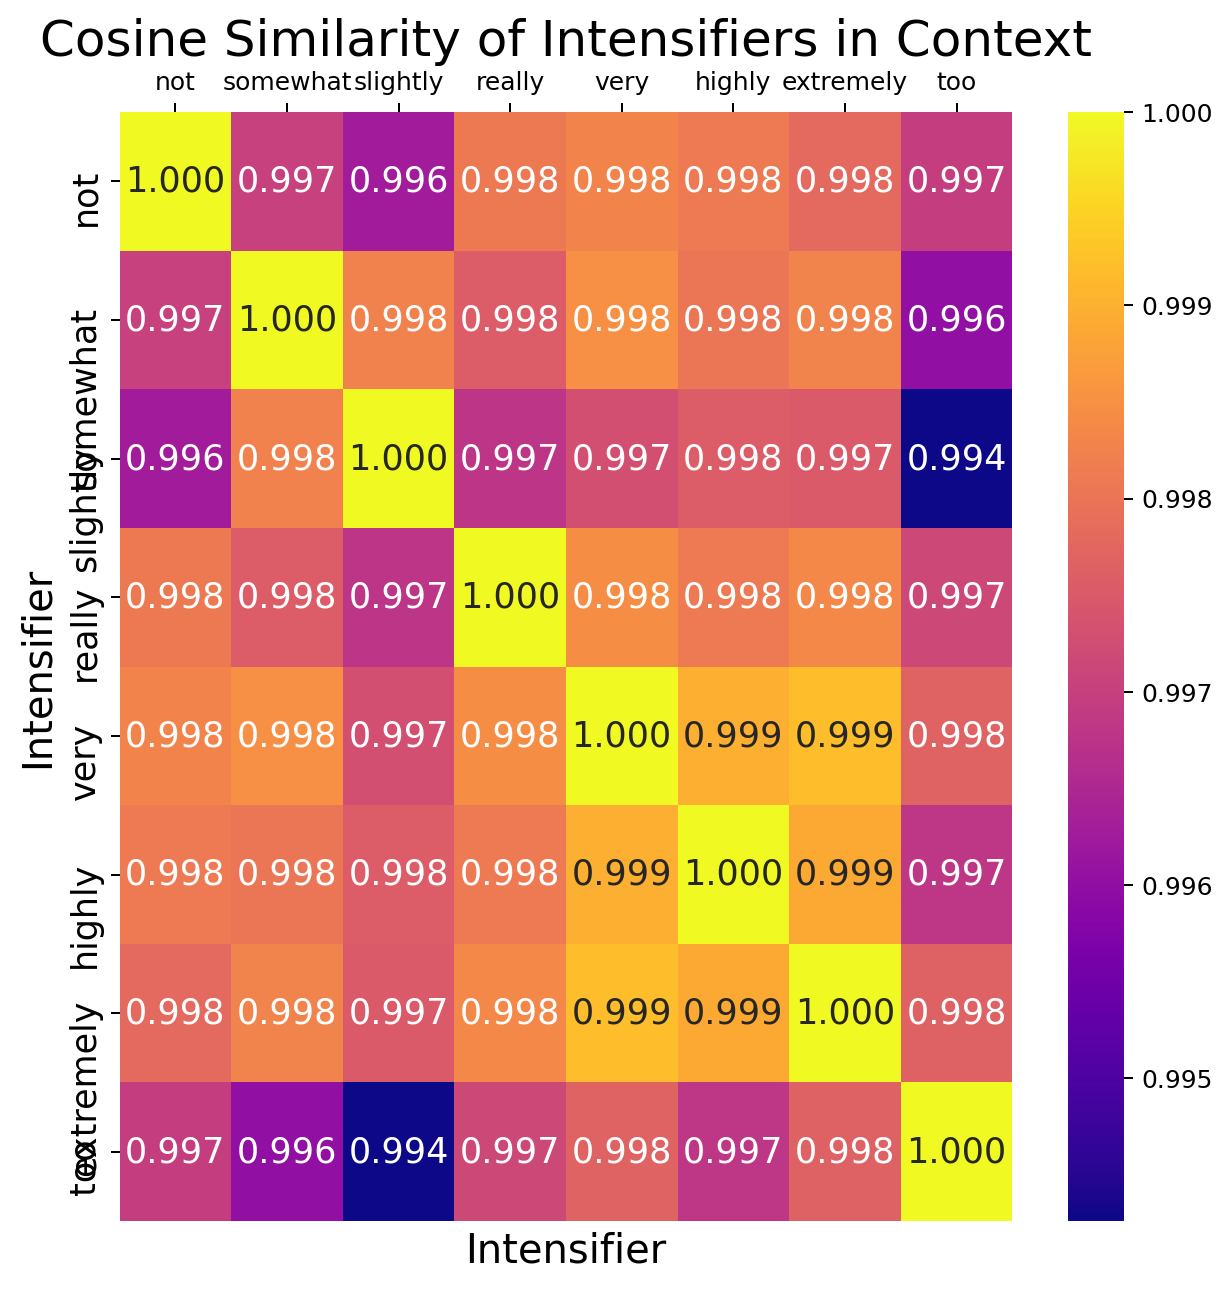 Cosine Similarity of Intensifiers in Context
not somewhat slightly really very highly extremely too
not 1.000 0.997 0.996 0.998 0.998 0.998 0.998 0.997
somewhat 0.997 1.000 0.998 0.998 0.998 0.998 0.998 0.996
slightly 0.996 0.998 1.000 0.997 0.997 0.998 0.997 0.994
really 0.998 0.998 0.997 1.000 0.998 0.998 0.998 0.997
very 0.998 0.998 0.997 0.998 1.000 0.999 0.999 0.998
highly 0.998 0.998 0.998 0.998 0.999 1.000 0.999 0.997
extremely 0.998 0.998 0.997 0.998 0.999 0.999 1.000 0.998
too 0.997 0.996 0.994 0.997 0.998 0.997 0.998 1.000
Intensifier
Intensifier
1.000
0.999
0.998
0.997
0.996
0.995